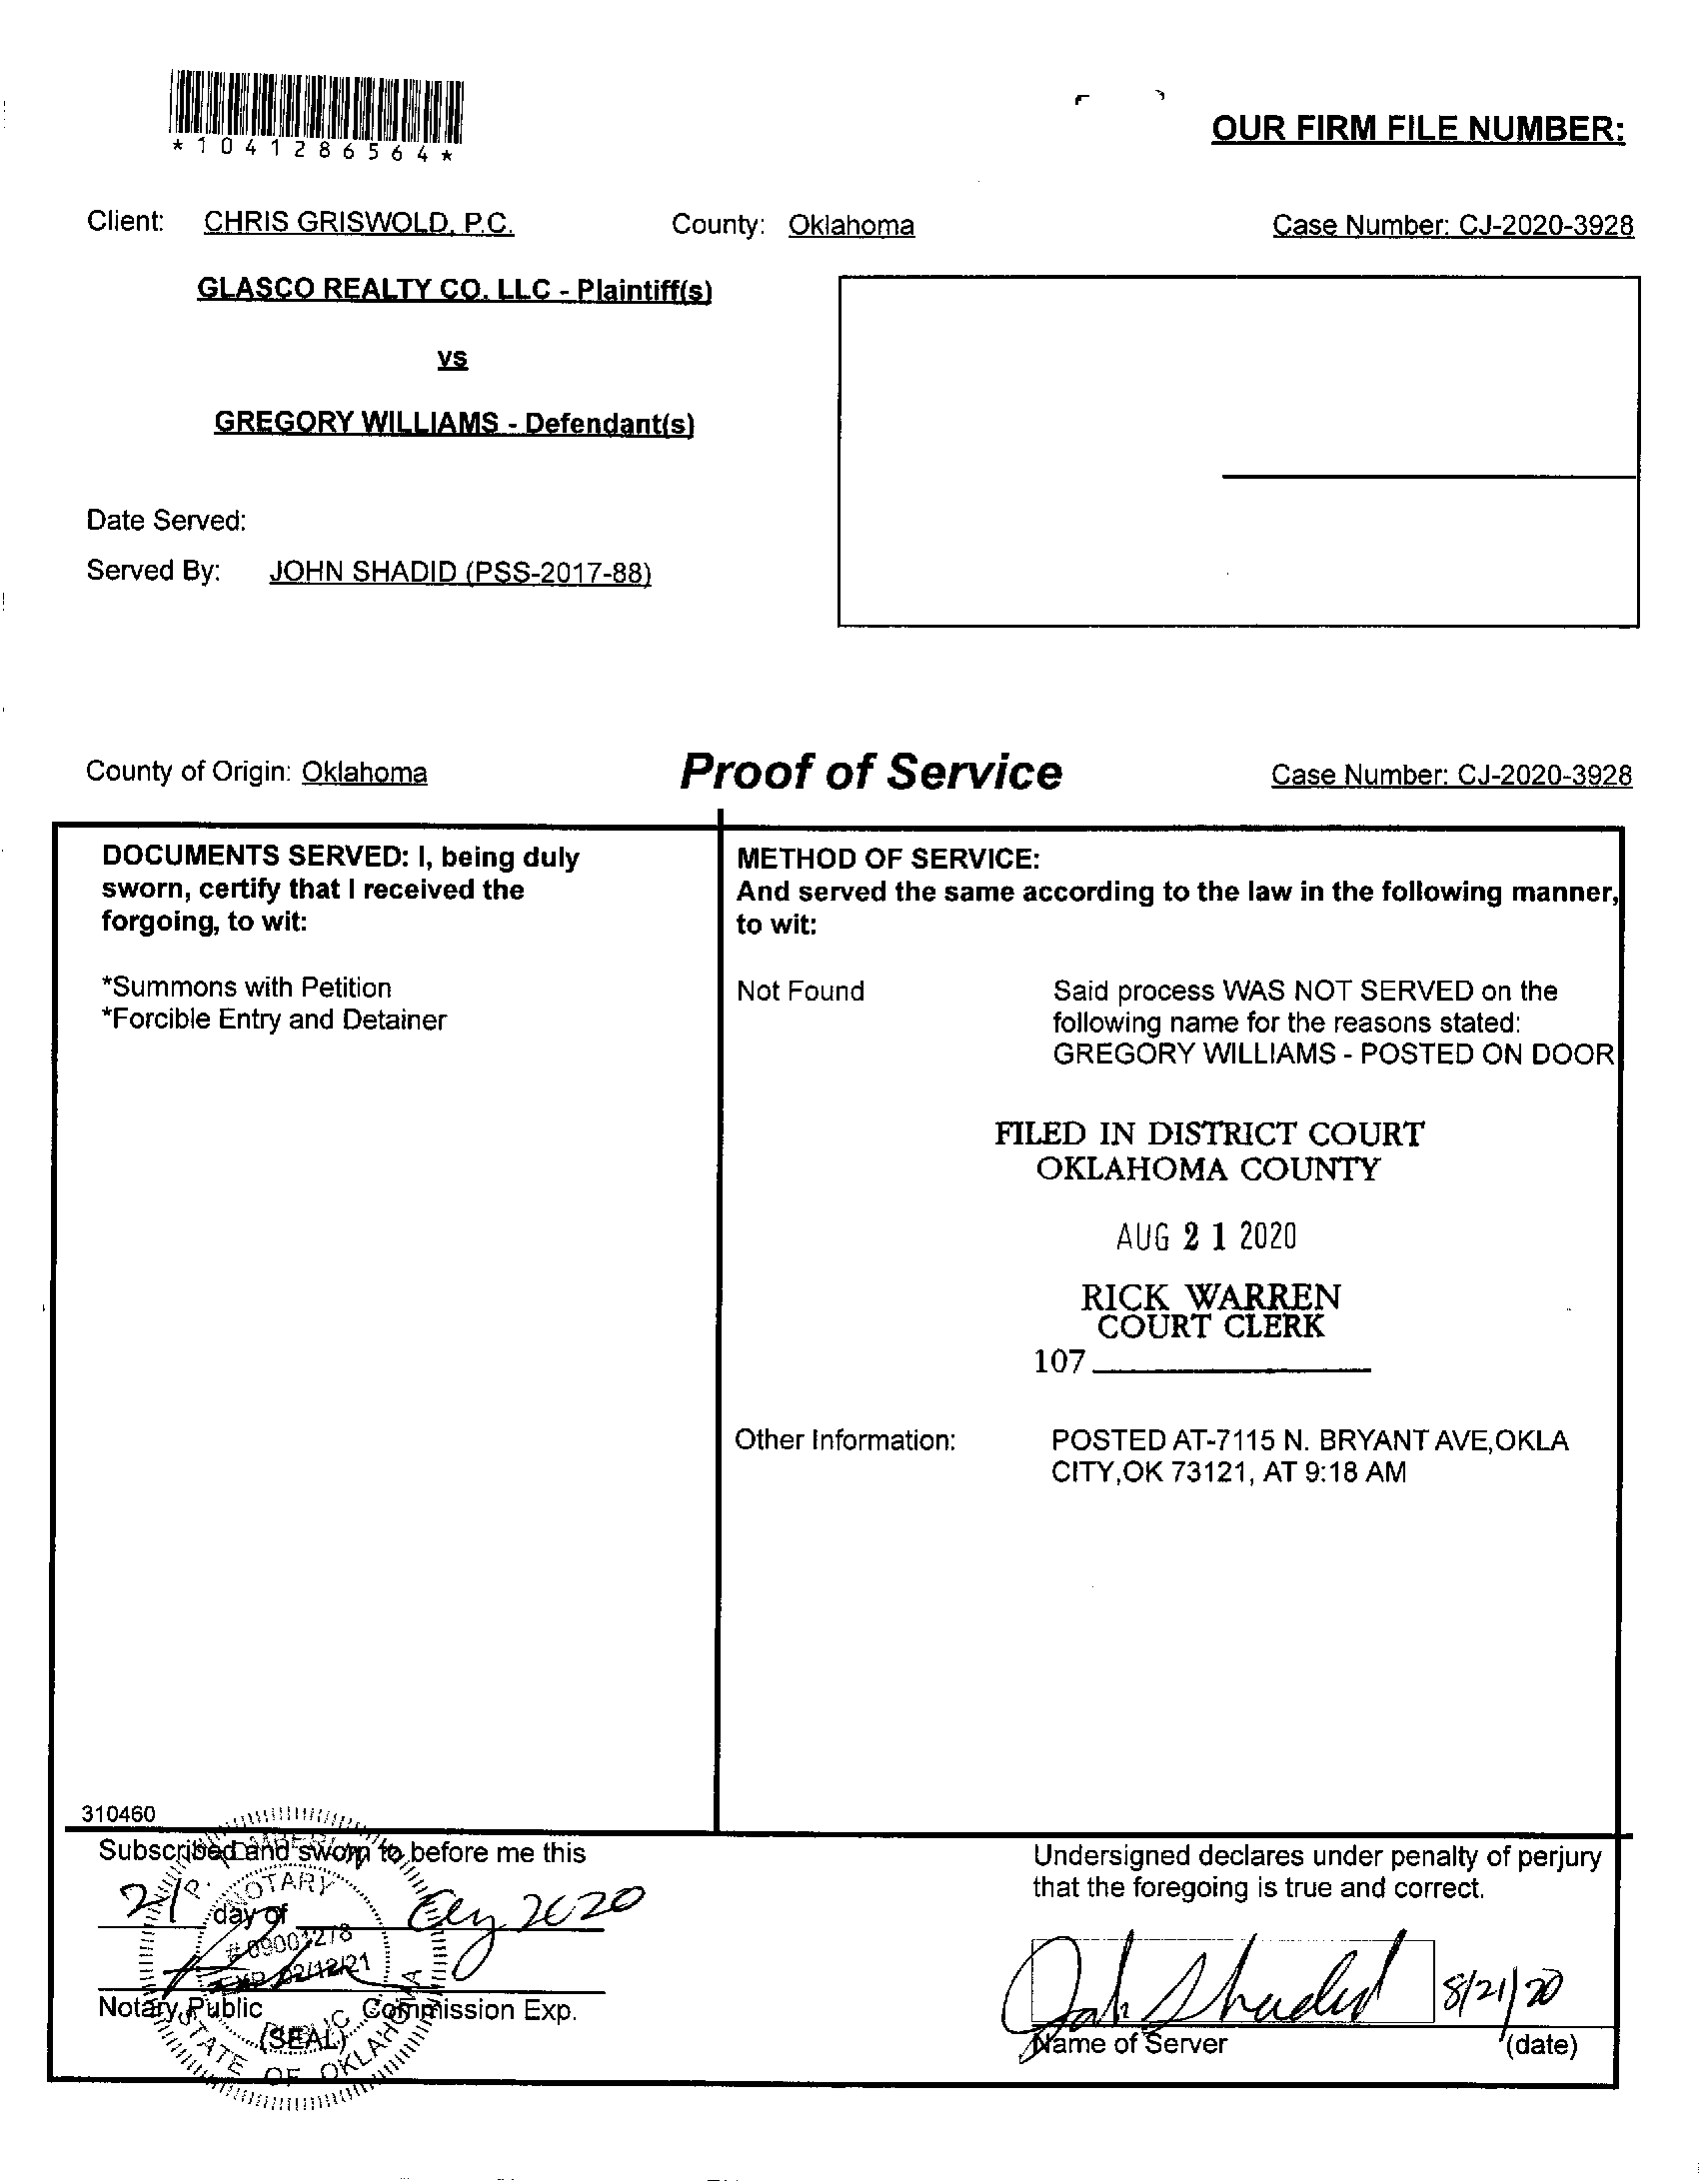 *1041286564*
OUR FIRM FILE NUMBER:
Client: CHRIS GRISWOLD, P.C. County: Oklahoma Case Number: CJ-2020-3928
GLASCO REALTY CO. LLC - Plaintiff(s)
vs
GREGORY WILLIAMS - Defendant(s)
Date Served:
Served By: JOHN SHADID (PSS-2017-88)
County of Origin: Oklahoma Proof of Service Case Number: CJ-2020-3928
DOCUMENTS SERVED: I, being duly
sworn, certify that I received the
forgoing, to wit:
*Summons with Petition
*Forcible Entry and Detainer
METHOD OF SERVICE:
And served the same according to the law in the following manner,
to wit:
Not Found Said process WAS NOT SERVED on the
following name for the reasons stated:
GREGORY WILLIAMS - POSTED ON DOOR
FILED IN DISTRICT COURT
OKLAHOMA COUNTY
AUG 21 2020
RICK WARREN
COURT CLERK
107
Other Information: POSTED AT-7115 N. BRYANT AVE,OKLA
CITY,OK 73121, AT 9:18 AM
310460
Subscribed and sworn to before me this
21 day of 2020
NOTARY
# 09001278
EXP. 02/12/21
PUBLIC
STATE OF OKLAHOMA
Notary Public Commission Exp.
(SEAL)
Undersigned declares under penalty of perjury
that the foregoing is true and correct.
John Shadid 8/21/20
Name of Server (date)